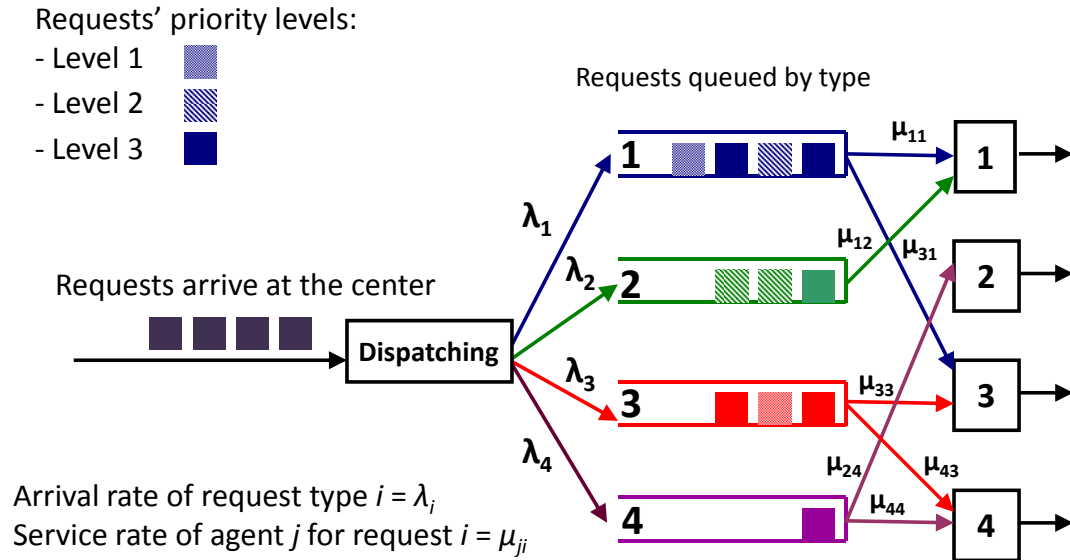 Requests’ priority levels:
- Level 1
- Level 2
- Level 3
Requests queued by type
1
μ11
1
λ1
μ12
μ31
2
λ2
2
Requests arrive at the center
Dispatching
λ3
3
μ33
3
λ4
μ24
μ43
μ44
4
4
Arrival rate of request type i = λi
Service rate of agent j for request i = μji